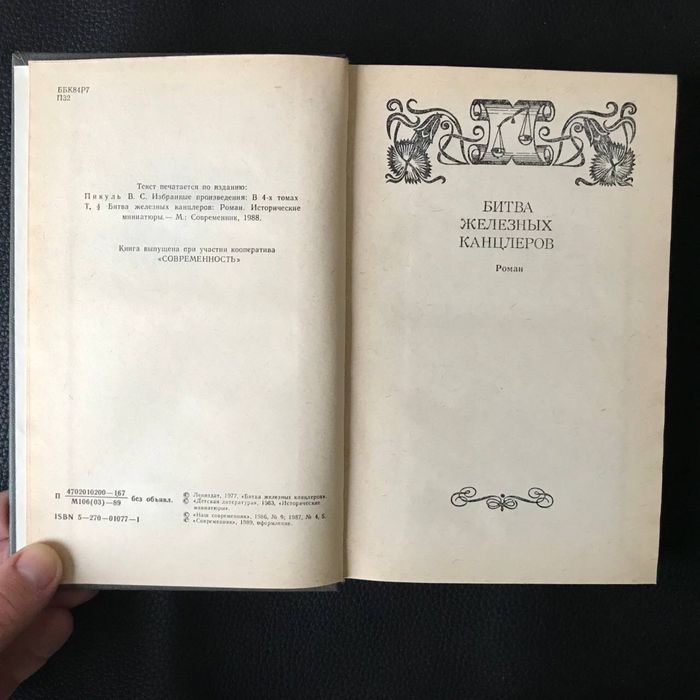 ББК84Р7
П32
Текст печатается по изданию:
Пикуль В. С. Избранные произведения: В 4-х томах
Т, 4 Битва железных канцлеров: Роман. Исторические
миниатюры.— М.: Современник, 1988.
Книга выпущена при участии кооператива
«СОВРЕМЕННОСТЬ»
П 4702010200—167
М106(03)—89 без объявл.
ISBN 5—270—01077—1
© Лениздат, 1977, «Битва железных канцлеров».
© «Детская литература», 1983, «Исторические
миниатюры».
© «Наш современник», 1986, № 9; 1987, № 4, 5.
© «Современник», 1989, оформление.
БИТВА
ЖЕЛЕЗНЫХ
КАНЦЛЕРОВ
Роман